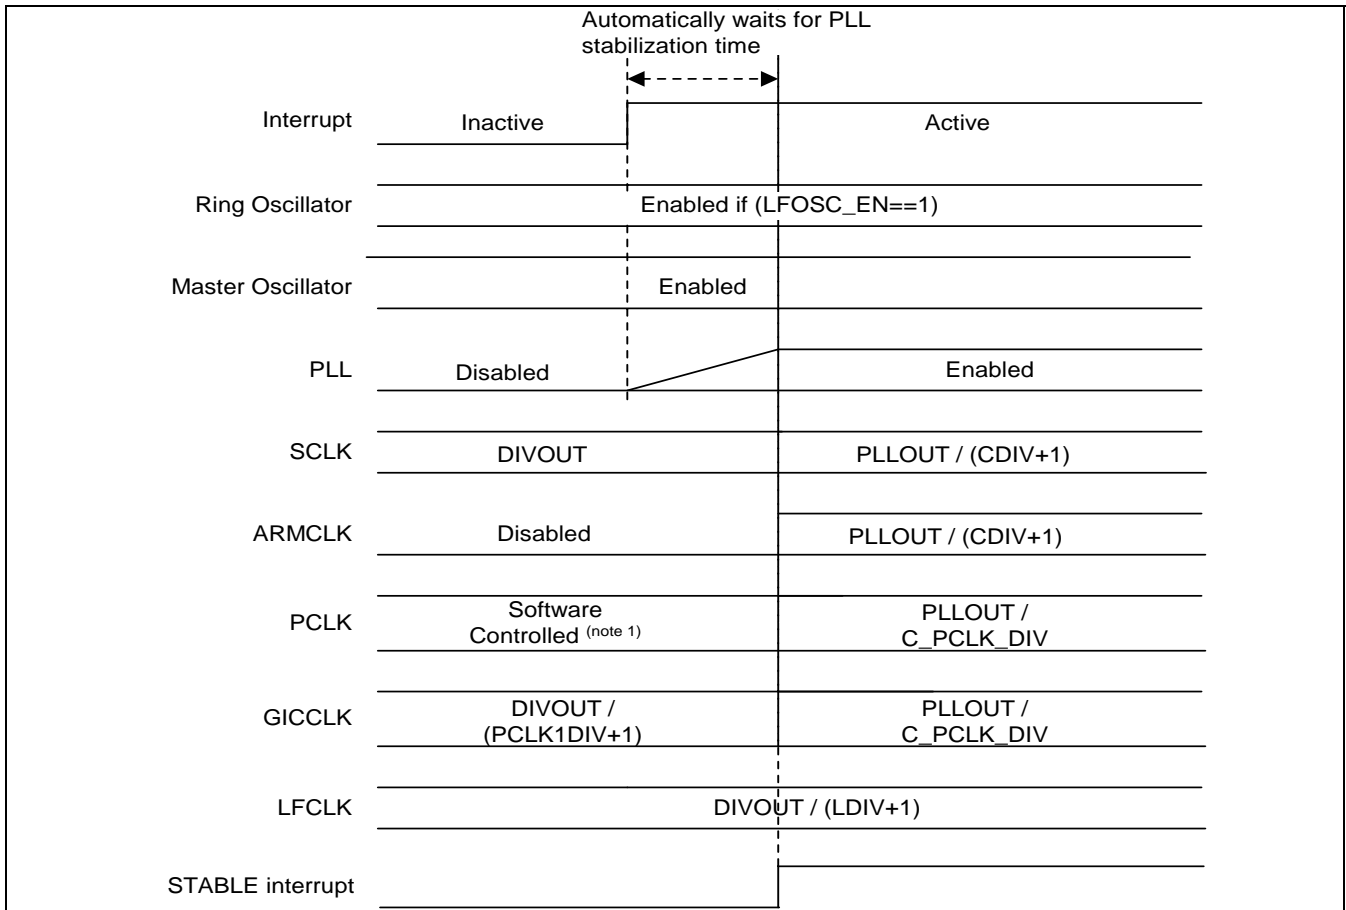 Automatically waits for PLL
stabilization time
Interrupt Inactive Active
Ring Oscillator Enabled if (LFOSC_EN==1)
Master Oscillator Enabled
PLL Disabled Enabled
SCLK DIVOUT PLLOUT / (CDIV+1)
ARMCLK Disabled PLLOUT / (CDIV+1)
PCLK
Software
Controlled (note 1)
PLLOUT /
C_PCLK_DIV
GICCLK
DIVOUT /
(PCLK1DIV+1)
PLLOUT /
C_PCLK_DIV
LFCLK DIVOUT / (LDIV+1)
STABLE interrupt